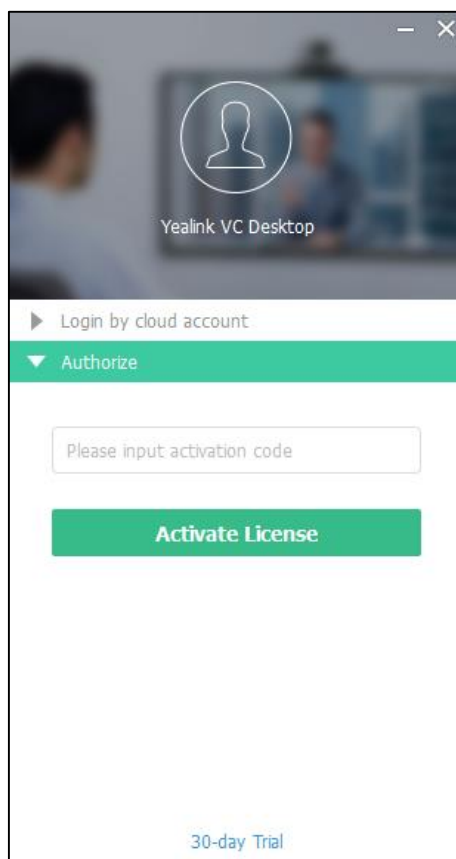 Yealink VC Desktop
Login by cloud account
Authorize
Please input activation code
Activate License
30-day Trial